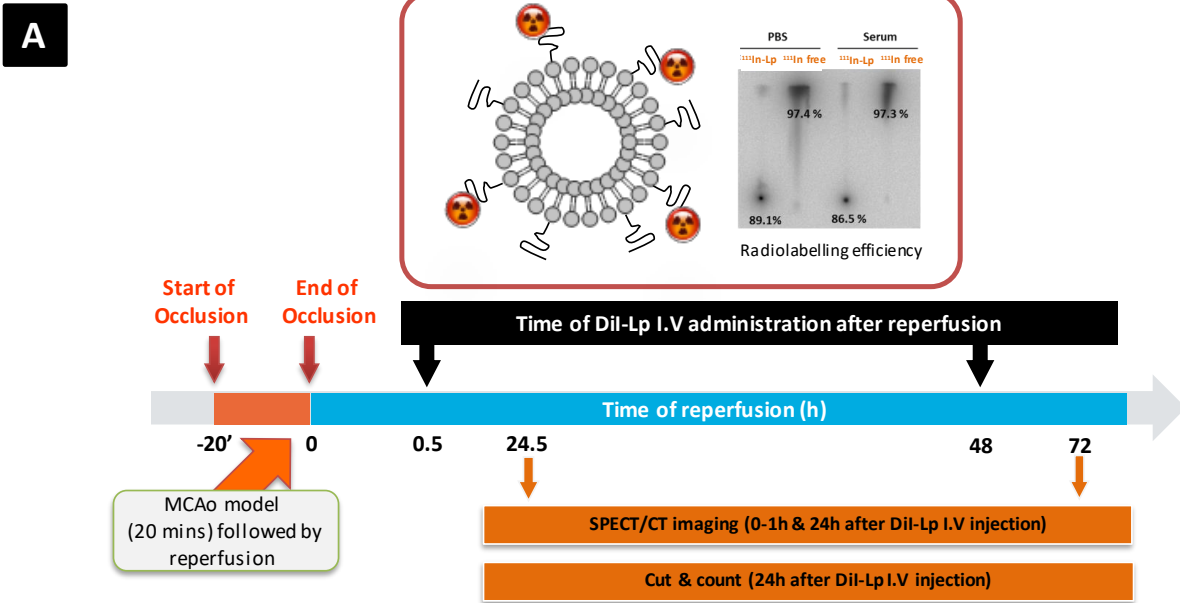 A
PBS
Serum
¹¹¹In-Lp ¹¹¹In free ¹¹¹In-Lp ¹¹¹In free
97.4 %
97.3 %
89.1%
86.5 %
Radiolabelling efficiency
Start of
Occlusion
End of
Occlusion
Time of DiI-Lp I.V administration after reperfusion
Time of reperfusion (h)
-20’ 0 0.5 24.5 48 72
MCAo model
(20 mins) followed by
reperfusion
SPECT/CT imaging (0-1h & 24h after DiI-Lp I.V injection)
Cut & count (24h after DiI-Lp I.V injection)